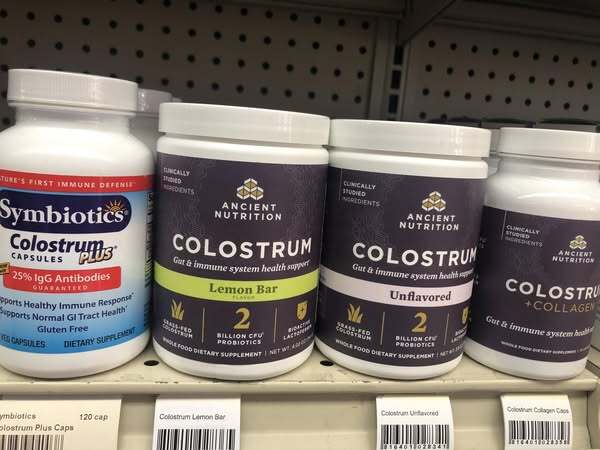 NATURE'S FIRST IMMUNE DEFENSE
Symbiotics
Colostrum
PLUS
CAPSULES
25% IgG Antibodies
GUARANTEED
Supports Healthy Immune Response
Supports Normal GI Tract Health
Gluten Free
CAPSULES DIETARY SUPPLEMENT
CLINICALLY
STUDIED
INGREDIENTS
ANCIENT
NUTRITION
COLOSTRUM
Gut & immune system health support
Lemon Bar
FLAVOR
GRASS-FED
COLOSTRUM
2
BILLION CFU
PROBIOTICS
BIOACTIVE
LACTOFERRIN
WHOLE FOOD DIETARY SUPPLEMENT | NET WT.
CLINICALLY
STUDIED
INGREDIENTS
ANCIENT
NUTRITION
COLOSTRUM
Gut & immune system health support
Unflavored
GRASS-FED
COLOSTRUM
2
BILLION CFU
PROBIOTICS
WHOLE FOOD DIETARY SUPPLEMENT
CLINICALLY
STUDIED
INGREDIENTS
ANCIENT
NUTRITION
COLOSTRU
+COLLAGEN
Gut & immune system health
WHOLE FOOD DIETARY SUPPLEMENT
ymbiotics 120 cap
olostrum Plus Caps
Colostrum Lemon Bar
Colostrum Unflavored
816401028341
Colostrum Collagen Caps
816401028358